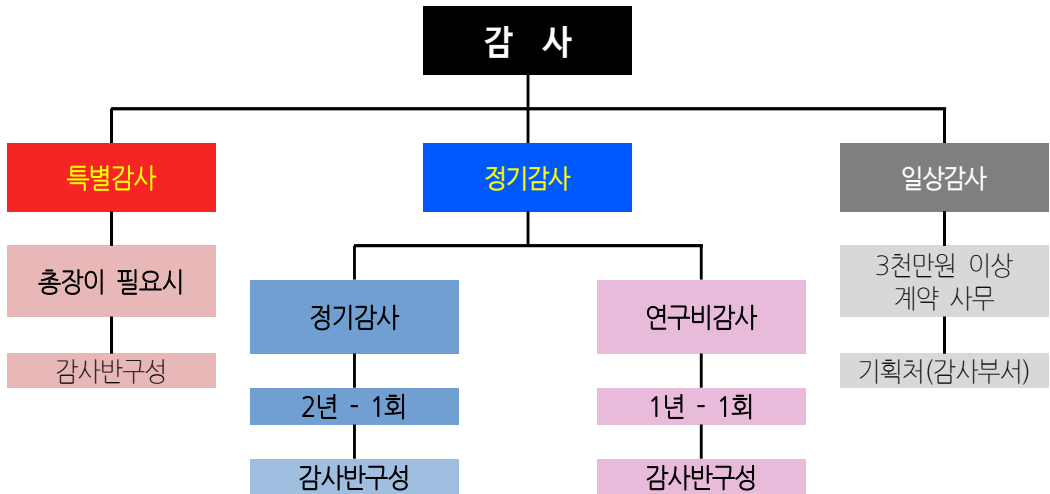 감 사
특별감사
정기감사
일상감사
총장이 필요시
3천만원 이상
계약 사무
정기감사
연구비감사
감사반구성
기획처(감사부서)
2년 - 1회
1년 - 1회
감사반구성
감사반구성